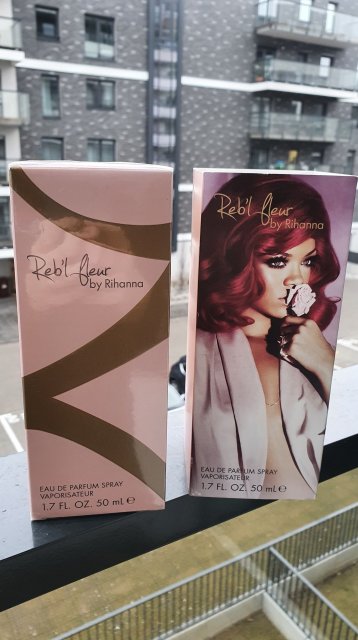 Reb'l fleur
by Rihanna
EAU DE PARFUM SPRAY
VAPORISATEUR
1.7 FL. OZ. 50 mL ℮
Reb'l fleur
by Rihanna
EAU DE PARFUM SPRAY
VAPORISATEUR
1.7 FL. OZ. 50 mL ℮